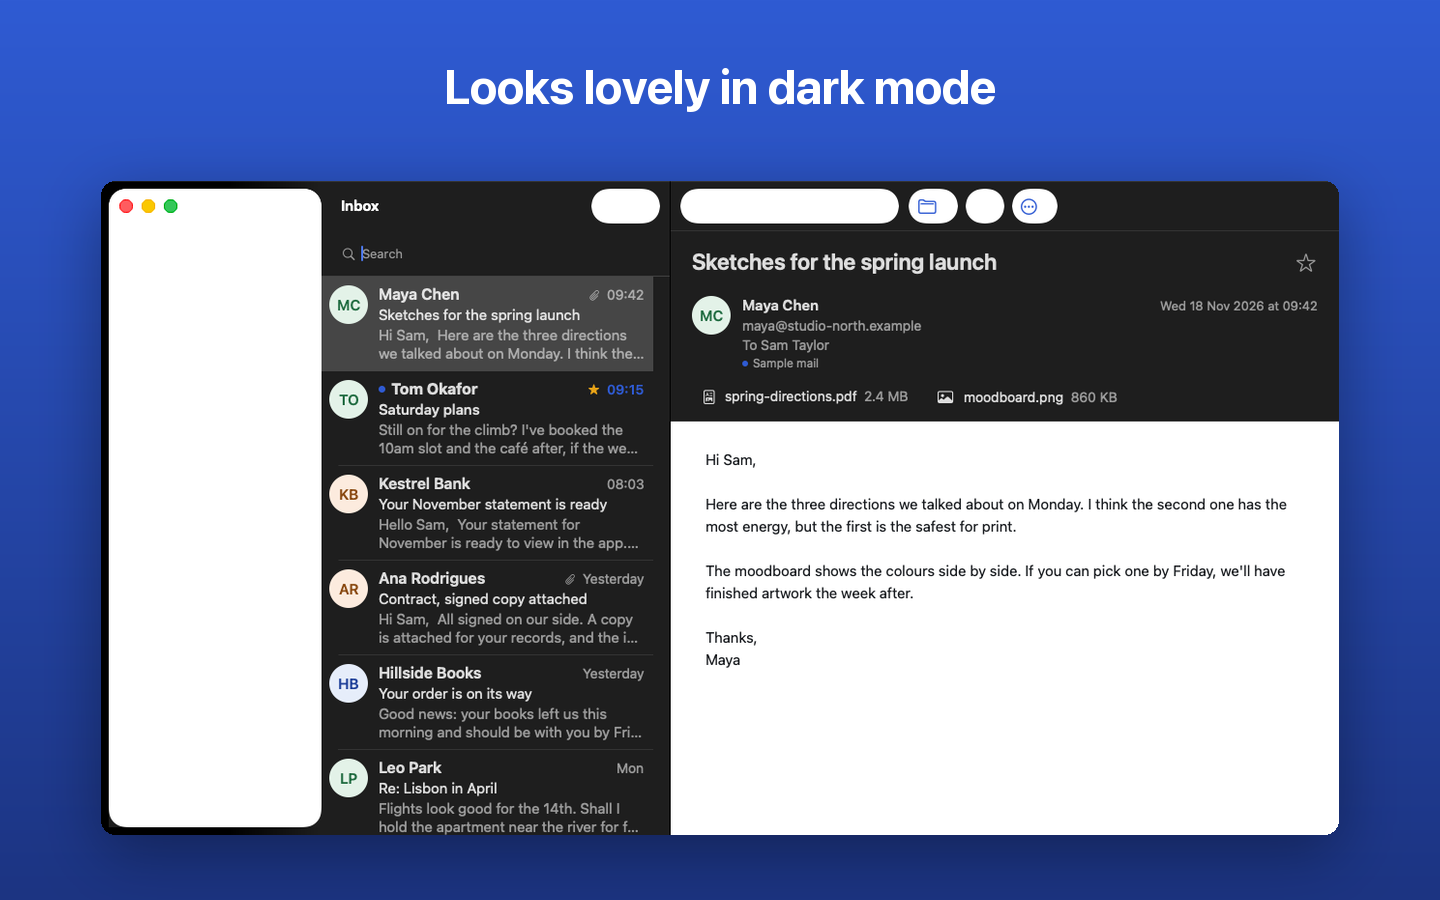 Looks lovely in dark mode
Inbox
Search
MC
Maya Chen
09:42
Sketches for the spring launch
Hi Sam, Here are the three directions
we talked about on Monday. I think the...
TO
Tom Okafor
09:15
Saturday plans
Still on for the climb? I've booked the
10am slot and the café after, if the we...
KB
Kestrel Bank
08:03
Your November statement is ready
Hello Sam, Your statement for
November is ready to view in the app....
AR
Ana Rodrigues
Yesterday
Contract, signed copy attached
Hi Sam, All signed on our side. A copy
is attached for your records, and the i...
HB
Hillside Books
Yesterday
Your order is on its way
Good news: your books left us this
morning and should be with you by Fri...
LP
Leo Park
Mon
Re: Lisbon in April
Flights look good for the 14th. Shall I
hold the apartment near the river for f...
Sketches for the spring launch
MC
Maya Chen
Wed 18 Nov 2026 at 09:42
maya@studio-north.example
To Sam Taylor
Sample mail
spring-directions.pdf 2.4 MB
moodboard.png 860 KB
Hi Sam,
Here are the three directions we talked about on Monday. I think the second one has the
most energy, but the first is the safest for print.
The moodboard shows the colours side by side. If you can pick one by Friday, we'll have
finished artwork the week after.
Thanks,
Maya